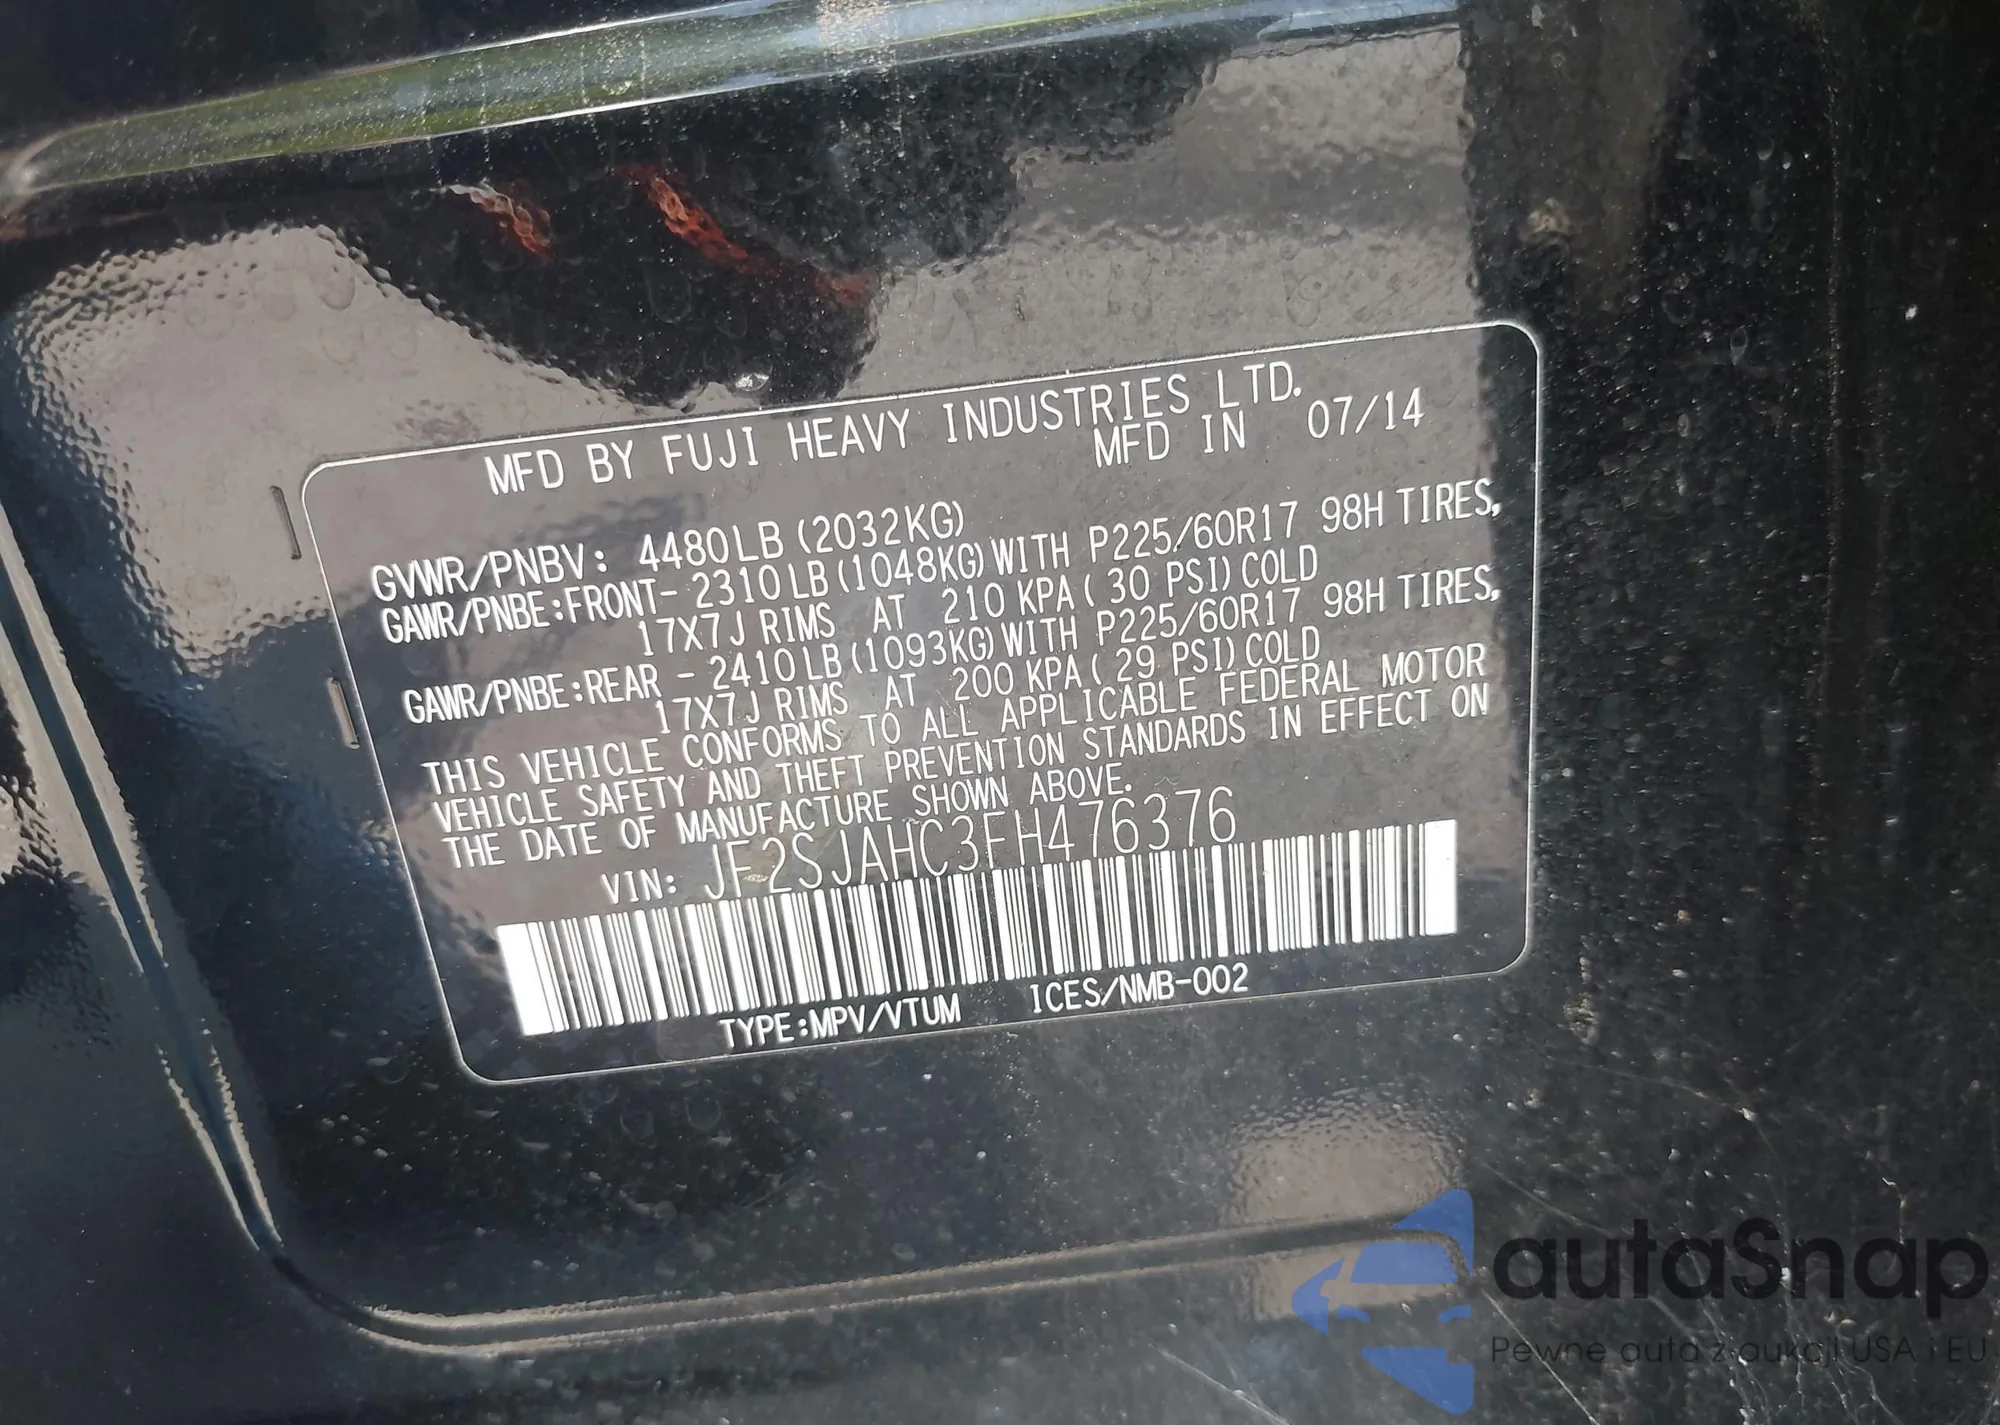 MFD BY FUJI HEAVY INDUSTRIES LTD.
MFD IN 07/14
GVWR/PNBV: 4480LB (2032KG)
GAWR/PNBE:FRONT- 2310LB (1048KG) WITH P225/60R17 98H TIRES,
17X7J RIMS AT 210 KPA ( 30 PSI) COLD
GAWR/PNBE:REAR - 2410LB (1093KG) WITH P225/60R17 98H TIRES,
17X7J RIMS AT 200 KPA ( 29 PSI) COLD
THIS VEHICLE CONFORMS TO ALL APPLICABLE FEDERAL MOTOR
VEHICLE SAFETY AND THEFT PREVENTION STANDARDS IN EFFECT ON
THE DATE OF MANUFACTURE SHOWN ABOVE.
VIN: JF2SJAHC3FH476376
TYPE:MPV/VTUM ICES/NMB-002
autaSnap
Pewne auta z aukcji USA i EU